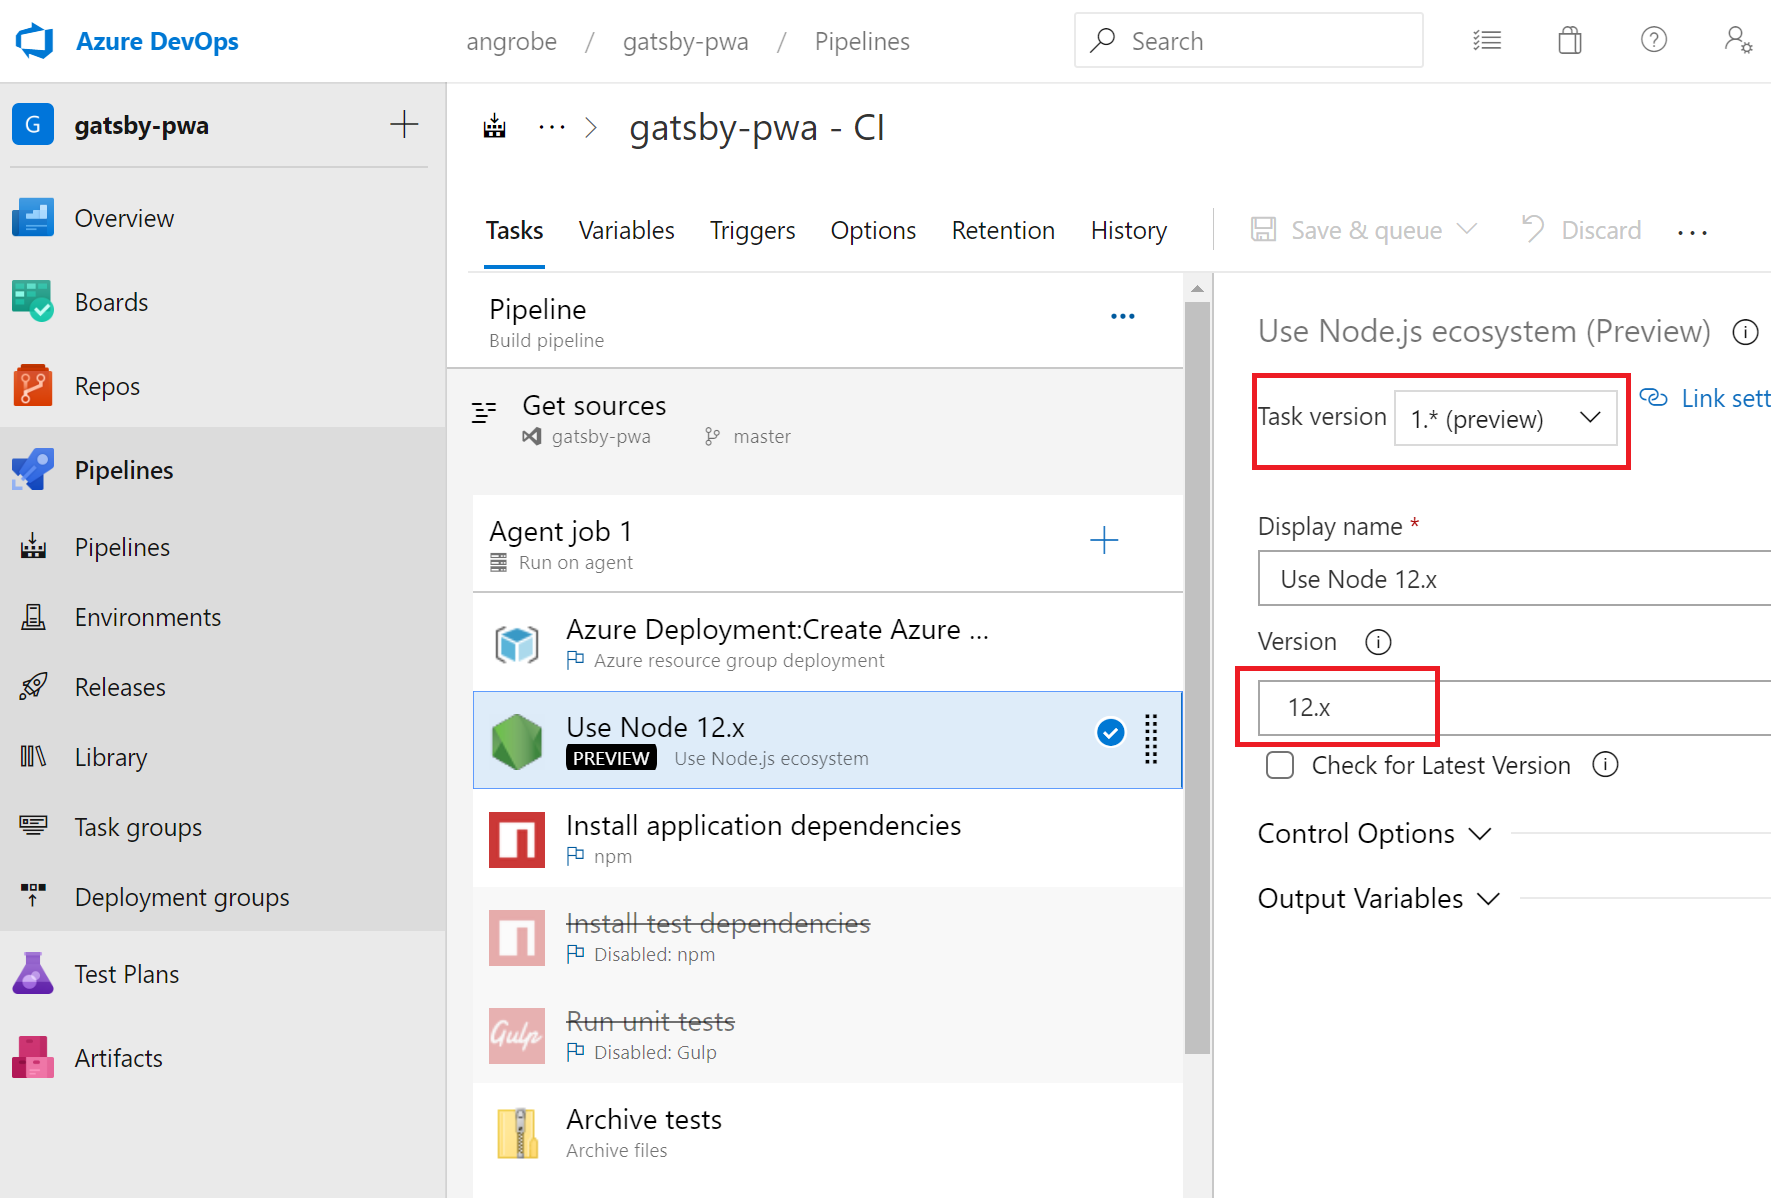 Azure DevOps
angrobe / gatsby-pwa / Pipelines
Search
G gatsby-pwa
Overview
Boards
Repos
Pipelines
Pipelines
Environments
Releases
Library
Task groups
Deployment groups
Test Plans
Artifacts
... > gatsby-pwa - CI
Tasks Variables Triggers Options Retention History
Save & queue Discard ...
Pipeline ...
Build pipeline
Get sources
gatsby-pwa master
Agent job 1
Run on agent
Azure Deployment:Create Azure ...
Azure resource group deployment
Use Node 12.x
PREVIEW Use Node.js ecosystem
Install application dependencies
npm
Install test dependencies
Disabled: npm
Gulp
Run unit tests
Disabled: Gulp
Archive tests
Archive files
Use Node.js ecosystem (Preview)
Task version 1.* (preview) Link sett
Display name *
Use Node 12.x
Version
12.x
Check for Latest Version
Control Options
Output Variables